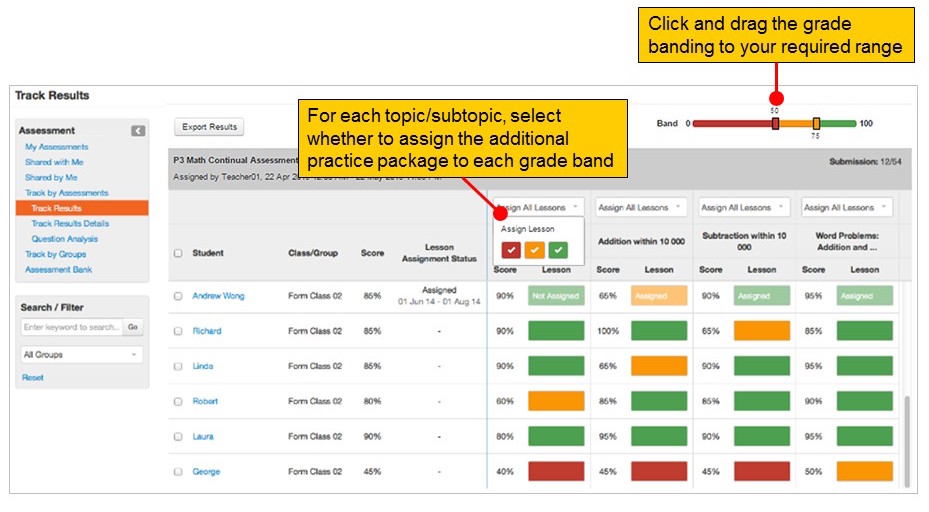 Click and drag the grade
banding to your required range
Track Results
For each topic/subtopic, select
whether to assign the additional
practice package to each grade band
50
Band 0 100
75
Assessment
My Assessments
Shared with Me
Shared by Me
Track by Assessments
Track Results
Track Results Details
Question Analysis
Track by Groups
Assessment Bank
Search / Filter
Enter keyword to search... Go
All Groups
Reset
Export Results
P3 Math Continual Assessment Submission: 12/54
Assigned by Teacher01, 22 Apr
Assign All Lessons Assign All Lessons Assign All Lessons Assign All Lessons
Assign Lesson
Student Class/Group Score Lesson Assignment Status
Addition within 10 000
Subtraction within 10 000
Word Problems: Addition and ...
Score Lesson Score Lesson Score Lesson Score Lesson
Andrew Wong Form Class 02 85% Assigned 01 Jun 14 - 01 Aug 14 90% Not Assigned 65% Assigned 90% Assigned 95% Assigned
Richard Form Class 02 85% - 90% 100% 65% 85%
Linda Form Class 02 85% - 90% 65% 90% 95%
Robert Form Class 02 80% - 60% 85% 85% 90%
Laura Form Class 02 90% - 80% 95% 90% 95%
George Form Class 02 45% - 40% 45% 45% 50%